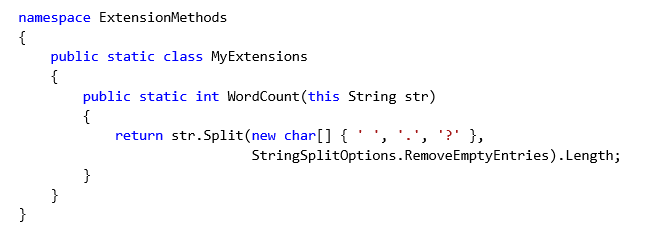 namespace ExtensionMethods
{
    public static class MyExtensions
    {
        public static int WordCount(this String str)
        {
            return str.Split(new char[] { ' ', '.', '?' },
                             StringSplitOptions.RemoveEmptyEntries).Length;
        }
    }
}